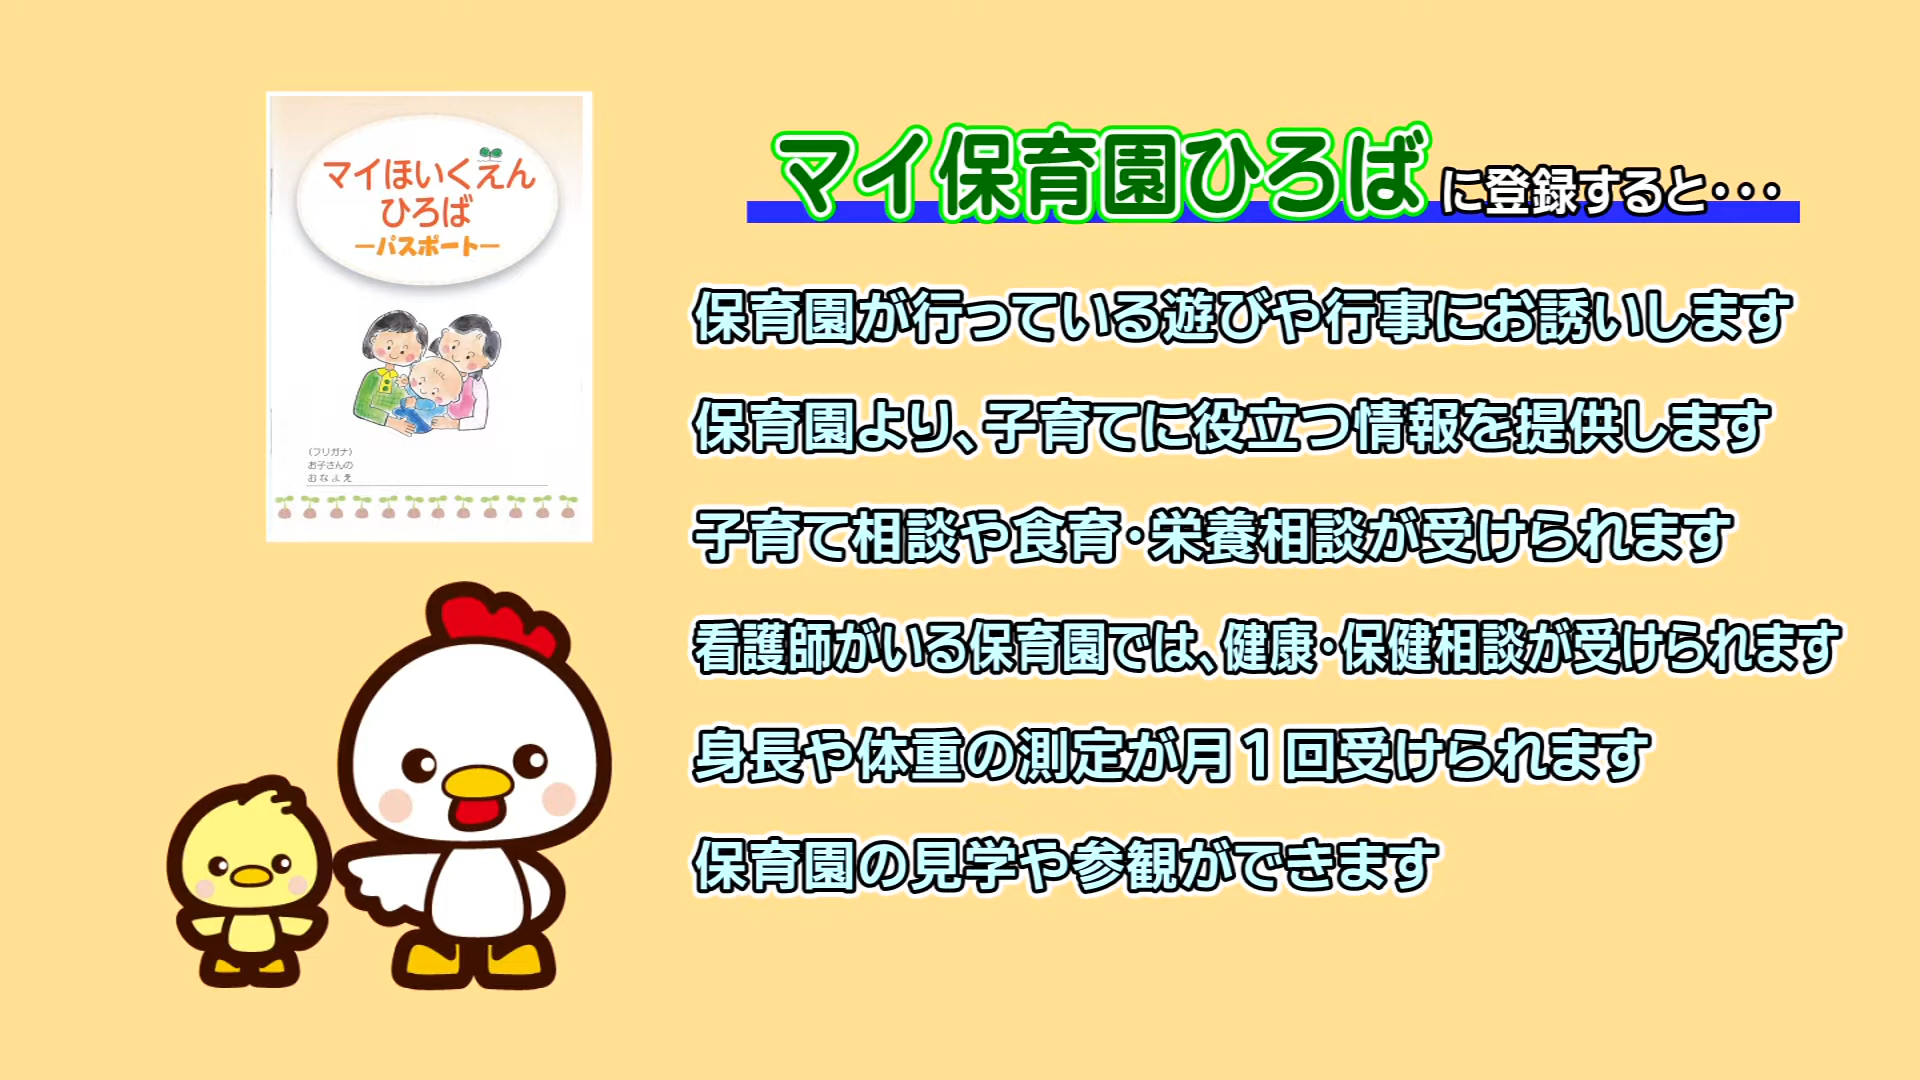 マイほいくえん
ひろば
―パスポート―
（フリガナ）
お子さんの
おなまえ
マイ保育園ひろばに登録すると・・・
保育園が行っている遊びや行事にお誘いします
保育園より、子育てに役立つ情報を提供します
子育て相談や食育・栄養相談が受けられます
看護師がいる保育園では、健康・保健相談が受けられます
身長や体重の測定が月１回受けられます
保育園の見学や参観ができます